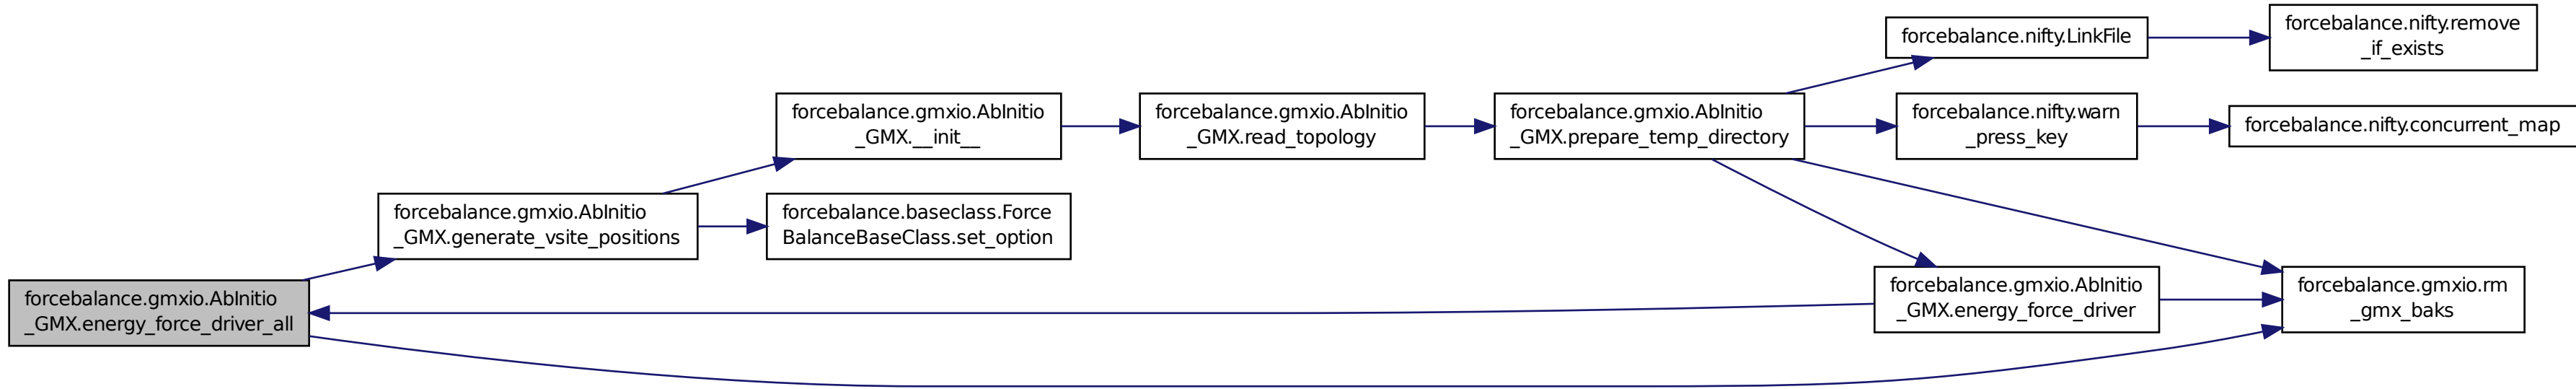 forcebalance.gmxio.AbInitio
_GMX.energy_force_driver_all
forcebalance.gmxio.AbInitio
_GMX.generate_vsite_positions
forcebalance.gmxio.AbInitio
_GMX.__init__
forcebalance.baseclass.Force
BalanceBaseClass.set_option
forcebalance.gmxio.AbInitio
_GMX.read_topology
forcebalance.gmxio.AbInitio
_GMX.prepare_temp_directory
forcebalance.nifty.LinkFile
forcebalance.nifty.remove
_if_exists
forcebalance.nifty.warn
_press_key
forcebalance.nifty.concurrent_map
forcebalance.gmxio.AbInitio
_GMX.energy_force_driver
forcebalance.gmxio.rm
_gmx_baks